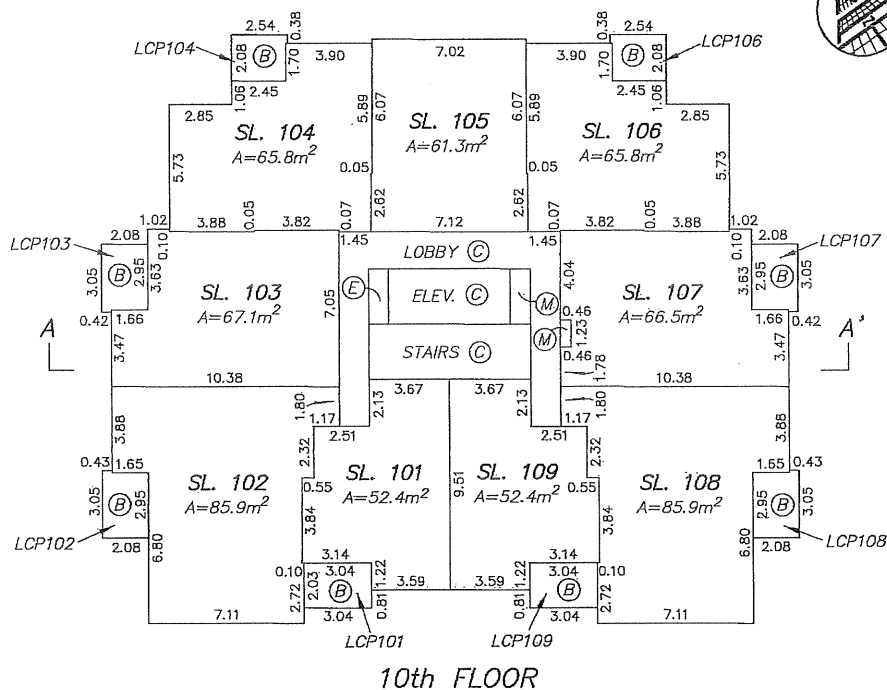 2.54 0.38 0.38 2.54
LCP104 2.08 B 1.70 3.90 7.02 3.90 1.70 B 2.08 LCP106
1.06 2.45 5.89 6.07 6.07 5.89 2.45 1.06
2.85 SL. 104 SL. 105 SL. 106 2.85
A=65.8m² A=61.3m² A=65.8m²
5.73 0.05 0.05 5.73
1.02 3.88 0.05 3.82 0.07 2.62 7.12 2.62 0.07 3.82 0.05 3.88 1.02
LCP103 2.08 0.10 1.45 LOBBY C 1.45 0.10 2.08 LCP107
3.05 B 2.95 3.63 SL. 103 7.05 E ELEV. C M 4.04 SL. 107 3.63 2.95 B 3.05
A=67.1m² A=66.5m²
0.42 1.66 0.46 1.66 0.42
A 3.47 STAIRS C M 1.23 3.47 A'
0.46
10.38 3.67 3.67 1.78 10.38
1.80 2.13 2.13 1.80
3.88 1.17 2.51 2.51 1.17 3.88
2.32 2.32
0.43 1.65 SL. 102 SL. 101 9.51 SL. 109 SL. 108 1.65 0.43
3.05 B 2.95 A=85.9m² 0.55 A=52.4m² A=52.4m² 0.55 A=85.9m² 2.95 B 3.05
LCP102 2.08 6.80 3.84 3.84 6.80 2.08 LCP108
3.14 3.14
0.10 3.04 1.22 1.22 3.04 0.10
2.72 2.03 B 0.81 3.59 3.59 0.81 B 2.72
7.11 3.04 3.04 7.11
LCP101 LCP109
10th FLOOR